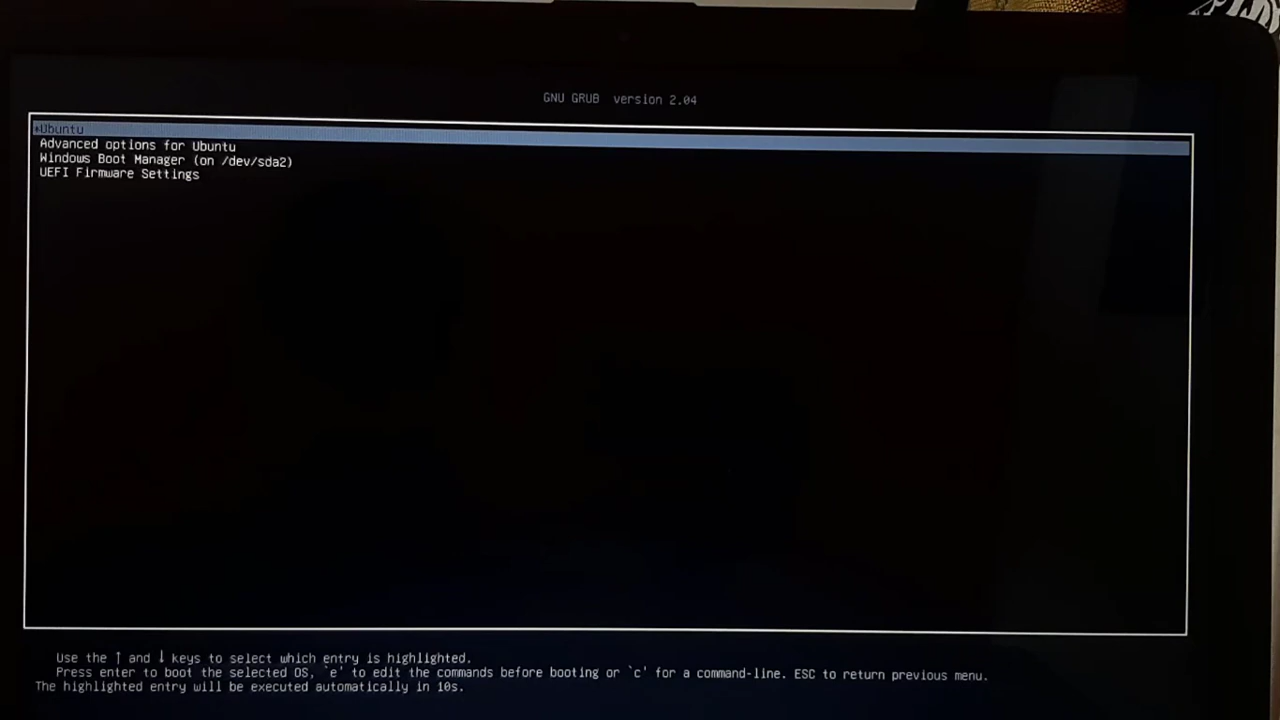 GNU GRUB version 2.04
*Ubuntu
Advanced options for Ubuntu
Windows Boot Manager (on /dev/sda2)
UEFI Firmware Settings
Use the ↑ and ↓ keys to select which entry is highlighted.
Press enter to boot the selected OS, `e' to edit the commands before booting or `c' for a command-line. ESC to return previous menu.
The highlighted entry will be executed automatically in 10s.